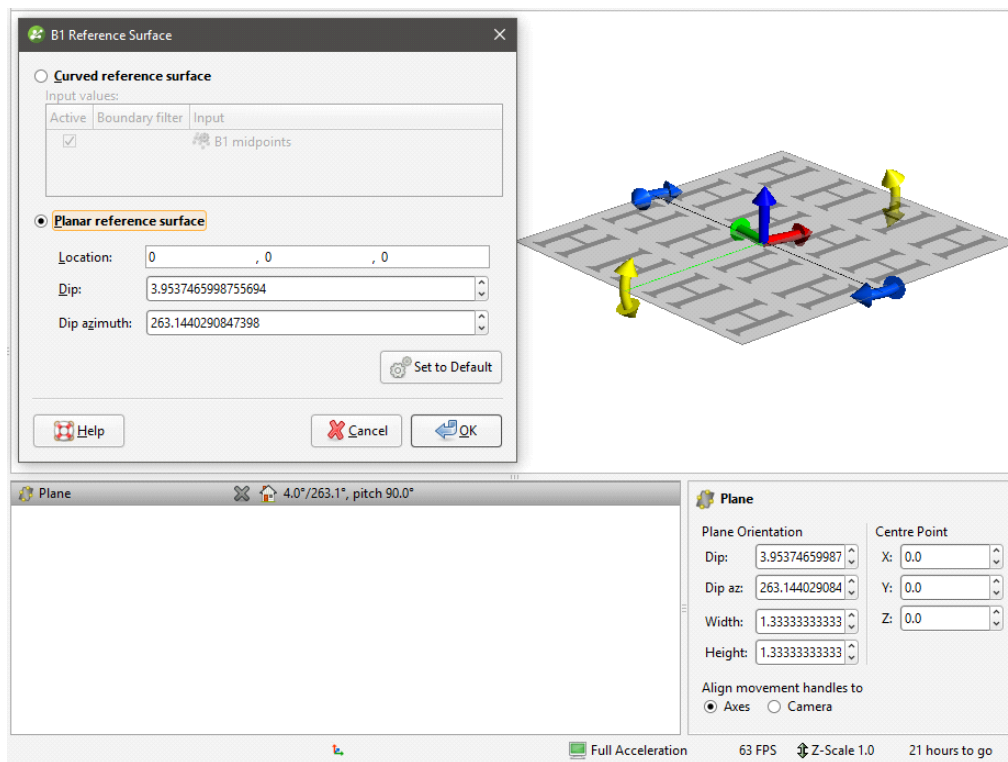 B1 Reference Surface
Curved reference surface
Input values:
Active Boundary filter Input
B1 midpoints
Planar reference surface
Location: 0 , 0 , 0
Dip: 3.9537465998755694
Dip azimuth: 263.1440290847398
Set to Default
Help Cancel OK
H H H H
H H H H
H H H H
H H H H
Plane 4.0°/263.1°, pitch 90.0°
Plane
Plane Orientation Centre Point
Dip: 3.95374659987 X: 0.0
Dip az: 263.144029084 Y: 0.0
Width: 1.33333333333 Z: 0.0
Height: 1.33333333333
Align movement handles to
Axes Camera
Full Acceleration 63 FPS Z-Scale 1.0 21 hours to go